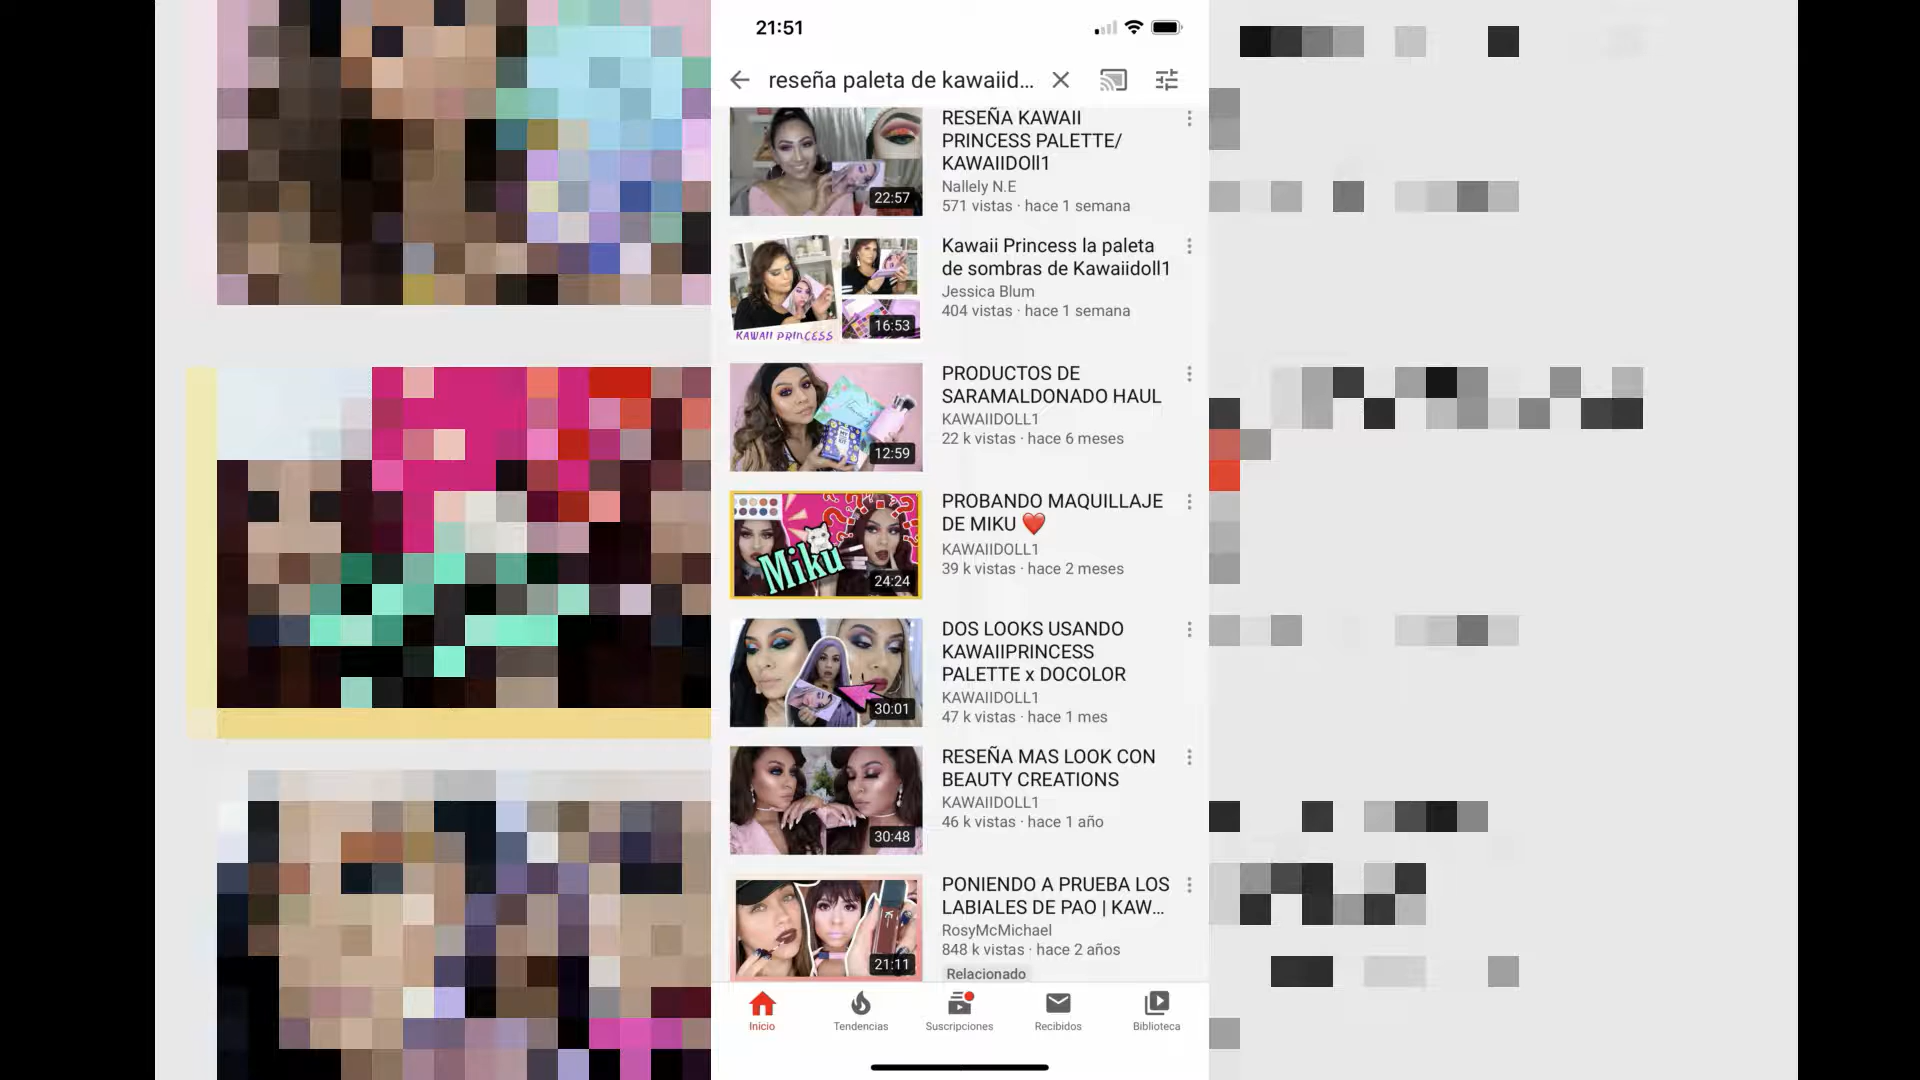 21:51
reseña paleta de kawaiid...
RESEÑA KAWAII
PRINCESS PALETTE/
KAWAIIDOll1
Nallely N.E
571 vistas · hace 1 semana
22:57
Kawaii Princess la paleta
de sombras de Kawaiidoll1
Jessica Blum
404 vistas · hace 1 semana
KAWAII PRINCESS
16:53
PRODUCTOS DE
SARAMALDONADO HAUL
KAWAIIDOLL1
22 k vistas · hace 6 meses
12:59
PROBANDO MAQUILLAJE
DE MIKU ❤️
KAWAIIDOLL1
39 k vistas · hace 2 meses
Miku
24:24
DOS LOOKS USANDO
KAWAIIPRINCESS
PALETTE x DOCOLOR
KAWAIIDOLL1
47 k vistas · hace 1 mes
30:01
RESEÑA MAS LOOK CON
BEAUTY CREATIONS
KAWAIIDOLL1
46 k vistas · hace 1 año
30:48
PONIENDO A PRUEBA LOS
LABIALES DE PAO | KAW...
RosyMcMichael
848 k vistas · hace 2 años
21:11
Relacionado
Inicio
Tendencias
Suscripciones
Recibidos
Biblioteca